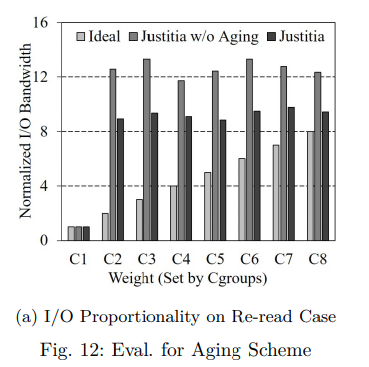 16
Ideal Justitia w/o Aging Justitia
12
8
4
0
Normalized I/O Bandwidth
C1 C2 C3 C4 C5 C6 C7 C8
Weight (Set by Cgroups)
(a) I/O Proportionality on Re-read Case
Fig. 12: Eval. for Aging Scheme